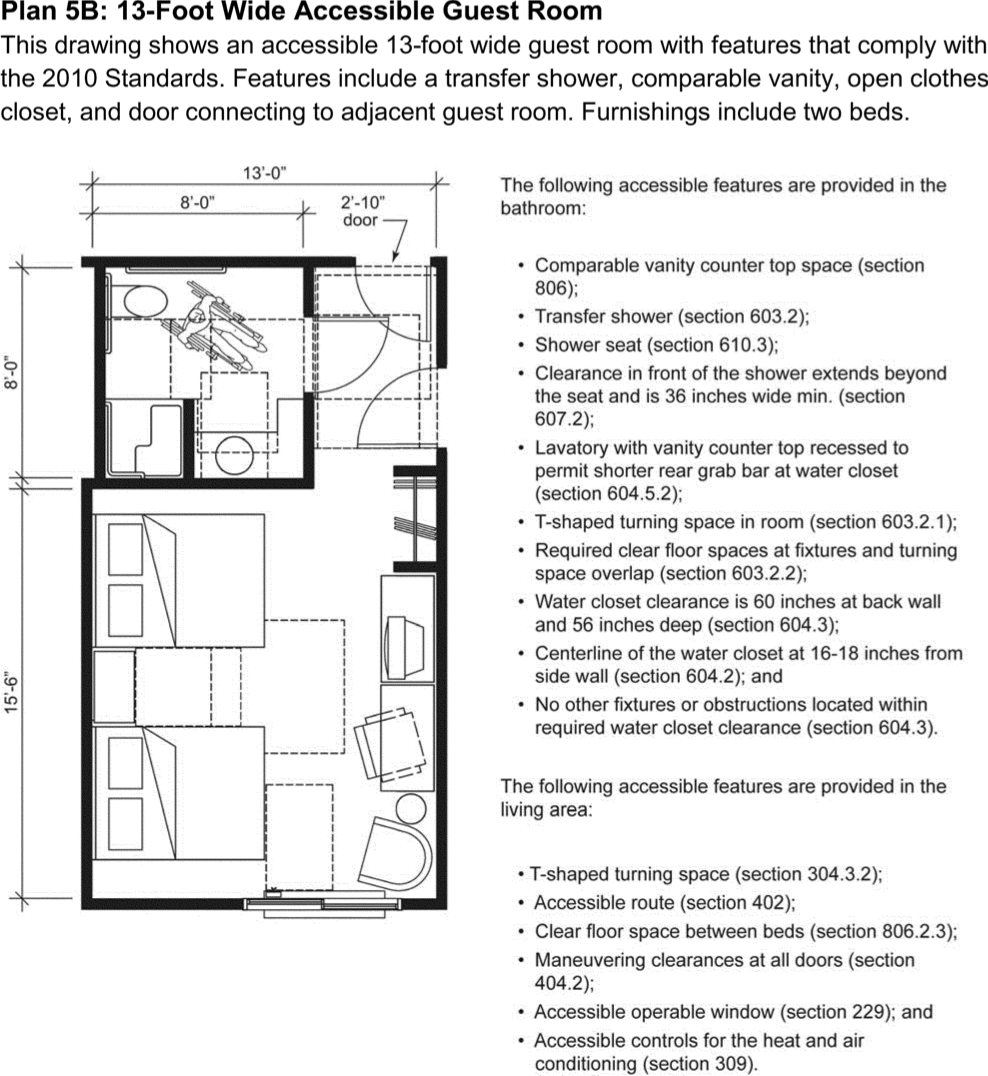 Plan 5B: 13-Foot Wide Accessible Guest Room
This drawing shows an accessible 13-foot wide guest room with features that comply with
the 2010 Standards. Features include a transfer shower, comparable vanity, open clothes
closet, and door connecting to adjacent guest room. Furnishings include two beds.
13'-0"
8'-0"
2'-10"
door
8'-0"
15'-6"
The following accessible features are provided in the
bathroom:
• Comparable vanity counter top space (section
806);
• Transfer shower (section 603.2);
• Shower seat (section 610.3);
• Clearance in front of the shower extends beyond
the seat and is 36 inches wide min. (section
607.2);
• Lavatory with vanity counter top recessed to
permit shorter rear grab bar at water closet
(section 604.5.2);
• T-shaped turning space in room (section 603.2.1);
• Required clear floor spaces at fixtures and turning
space overlap (section 603.2.2);
• Water closet clearance is 60 inches at back wall
and 56 inches deep (section 604.3);
• Centerline of the water closet at 16-18 inches from
side wall (section 604.2); and
• No other fixtures or obstructions located within
required water closet clearance (section 604.3).
The following accessible features are provided in the
living area:
• T-shaped turning space (section 304.3.2);
• Accessible route (section 402);
• Clear floor space between beds (section 806.2.3);
• Maneuvering clearances at all doors (section
404.2);
• Accessible operable window (section 229); and
• Accessible controls for the heat and air
conditioning (section 309).